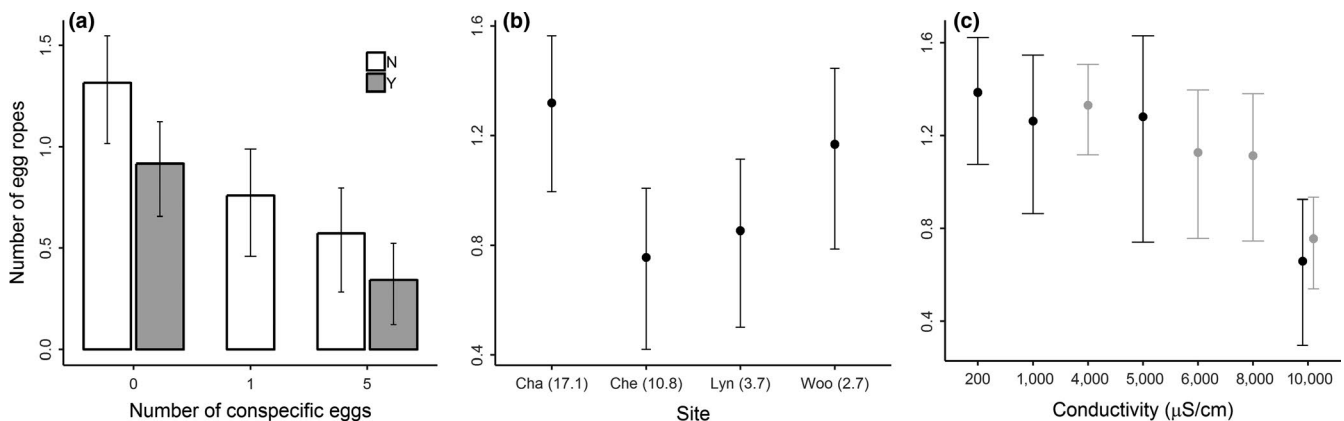 (a)
Number of egg ropes
1.5
1.0
0.5
0.0
N
Y
0
1
5
Number of conspecific eggs
(b)
1.6
1.2
0.8
0.4
Cha (17.1)
Che (10.8)
Lyn (3.7)
Woo (2.7)
Site
(c)
1.6
1.2
0.8
0.4
200
1,000
4,000
5,000
6,000
8,000
10,000
Conductivity (μS/cm)